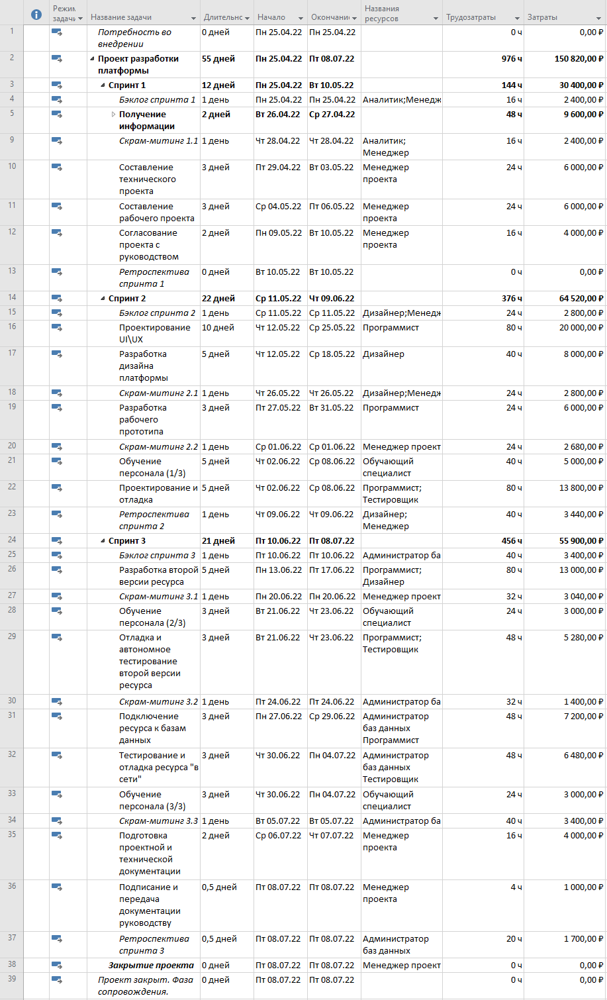 Режим задачи Название задачи Длительнс Начало Окончание Названия ресурсов Трудозатраты Затраты
1 Потребность во 0 дней Пн 25.04.22 Пн 25.04.22 0 ч 0,00 ₽
внедрении
2 Проект разработки 55 дней Пн 25.04.22 Пт 08.07.22 976 ч 150 820,00 ₽
платформы
3 Спринт 1 12 дней Пн 25.04.22 Вт 10.05.22 144 ч 30 400,00 ₽
4 Бэклог спринта 1 1 день Пн 25.04.22 Пн 25.04.22 Аналитик;Менедж 16 ч 2 400,00 ₽
5 Получение 2 дней Вт 26.04.22 Ср 27.04.22 48 ч 9 600,00 ₽
информации
9 Скрам-митинг 1.1 1 день Чт 28.04.22 Чт 28.04.22 Аналитик; 16 ч 2 400,00 ₽
Менеджер
10 Составление 3 дней Пт 29.04.22 Вт 03.05.22 Менеджер 24 ч 6 000,00 ₽
технического проекта
проекта
11 Составление 3 дней Ср 04.05.22 Пт 06.05.22 Менеджер 24 ч 6 000,00 ₽
рабочего проекта проекта
12 Согласование 2 дней Пн 09.05.22 Вт 10.05.22 Менеджер 16 ч 4 000,00 ₽
проекта с проекта
руководством
13 Ретроспектива 0 дней Вт 10.05.22 Вт 10.05.22 0 ч 0,00 ₽
спринта 1
14 Спринт 2 22 дней Ср 11.05.22 Чт 09.06.22 376 ч 64 520,00 ₽
15 Бэклог спринта 2 1 день Ср 11.05.22 Ср 11.05.22 Дизайнер;Менедж 24 ч 2 800,00 ₽
16 Проектирование 10 дней Чт 12.05.22 Ср 25.05.22 Программист 80 ч 20 000,00 ₽
UI\UX
17 Разработка 5 дней Чт 12.05.22 Ср 18.05.22 Дизайнер 40 ч 8 000,00 ₽
дизайна
платформы
18 Скрам-митинг 2.1 1 день Чт 26.05.22 Чт 26.05.22 Дизайнер;Менедж 24 ч 2 800,00 ₽
19 Разработка 3 дней Пт 27.05.22 Вт 31.05.22 Программист 24 ч 6 000,00 ₽
рабочего
прототипа
20 Скрам-митинг 2.2 1 день Ср 01.06.22 Ср 01.06.22 Менеджер проект 24 ч 2 680,00 ₽
21 Обучение 5 дней Чт 02.06.22 Ср 08.06.22 Обучающий 40 ч 5 000,00 ₽
персонала (1/3) специалист
22 Проектирование и 5 дней Чт 02.06.22 Ср 08.06.22 Программист; 80 ч 13 800,00 ₽
отладка Тестировщик
23 Ретроспектива 1 день Чт 09.06.22 Чт 09.06.22 Дизайнер; 40 ч 3 440,00 ₽
спринта 2 Менеджер
24 Спринт 3 21 дней Пт 10.06.22 Пт 08.07.22 456 ч 55 900,00 ₽
25 Бэклог спринта 3 1 день Пт 10.06.22 Пт 10.06.22 Администратор ба 40 ч 3 400,00 ₽
26 Разработка второй 5 дней Пн 13.06.22 Пт 17.06.22 Программист; 80 ч 13 000,00 ₽
версии ресурса Дизайнер
27 Скрам-митинг 3.1 1 день Пн 20.06.22 Пн 20.06.22 Менеджер проект 32 ч 3 040,00 ₽
28 Обучение 3 дней Вт 21.06.22 Чт 23.06.22 Обучающий 24 ч 3 000,00 ₽
персонала (2/3) специалист
29 Отладка и 3 дней Вт 21.06.22 Чт 23.06.22 Программист; 48 ч 5 280,00 ₽
автономное Тестировщик
тестирование
второй версии
ресурса
30 Скрам-митинг 3.2 1 день Пт 24.06.22 Пт 24.06.22 Администратор ба 32 ч 1 400,00 ₽
31 Подключение 3 дней Пн 27.06.22 Ср 29.06.22 Администратор 48 ч 7 200,00 ₽
ресурса к базам баз данных
данных Программист
32 Тестирование и 3 дней Чт 30.06.22 Пн 04.07.22 Администратор 48 ч 6 480,00 ₽
отладка ресурса "в баз данных
сети" Тестировщик
33 Обучение 3 дней Чт 30.06.22 Пн 04.07.22 Обучающий 24 ч 3 000,00 ₽
персонала (3/3) специалист
34 Скрам-митинг 3.3 1 день Вт 05.07.22 Вт 05.07.22 Администратор ба 40 ч 3 400,00 ₽
35 Подготовка 2 дней Ср 06.07.22 Чт 07.07.22 Менеджер 16 ч 4 000,00 ₽
проектной и проекта
технической
документации
36 Подписание и 0,5 дней Пт 08.07.22 Пт 08.07.22 Менеджер 4 ч 1 000,00 ₽
передача проекта
документации
руководству
37 Ретроспектива 0,5 дней Пт 08.07.22 Пт 08.07.22 Администратор 20 ч 1 700,00 ₽
спринта 3 баз данных
38 Закрытие проекта 0 дней Пт 08.07.22 Пт 08.07.22 Менеджер проект 0 ч 0,00 ₽
39 Проект закрыт. Фаза 0 дней Пт 08.07.22 Пт 08.07.22 0 ч 0,00 ₽
сопровождения.